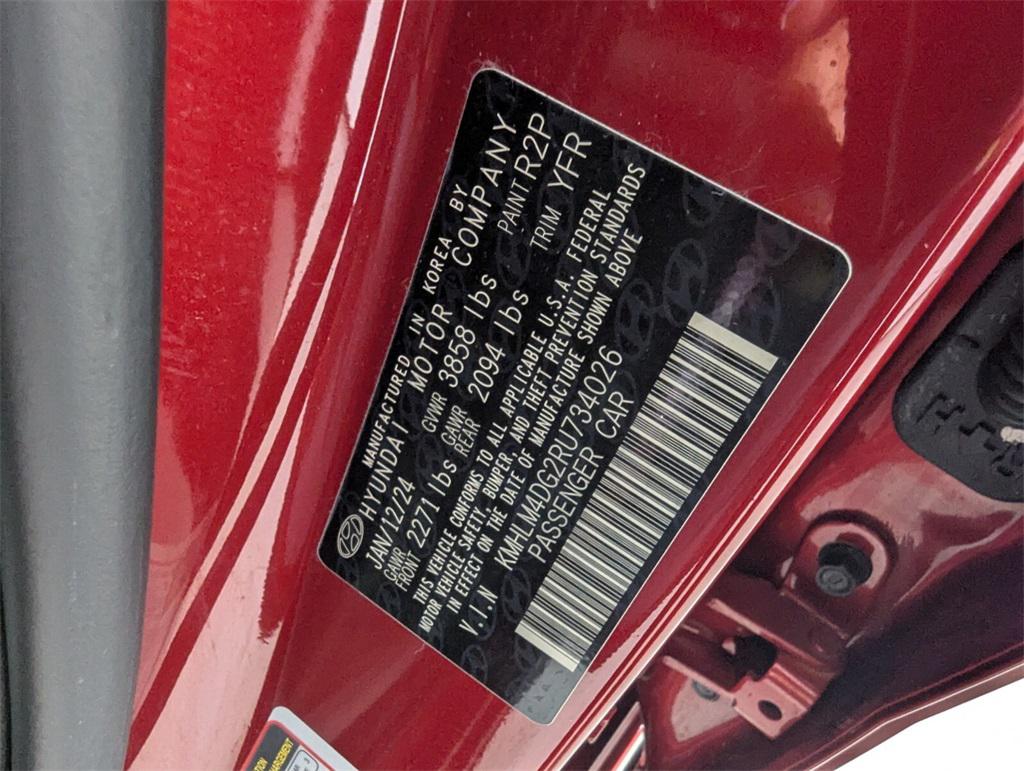 MANUFACTURED IN KOREA BY
HYUNDAI MOTOR COMPANY
JAN/12/24 GVWR 3858 lbs PAINT R2P
GAWR FRONT 2271 lbs GAWR REAR 2094 lbs TRIM YFR
THIS VEHICLE CONFORMS TO ALL APPLICABLE U.S.A. FEDERAL
MOTOR VEHICLE SAFETY, BUMPER, AND THEFT PREVENTION STANDARDS
IN EFFECT ON THE DATE OF MANUFACTURE SHOWN ABOVE
V.I.N KMHLM4DG2RU734026
PASSENGER CAR